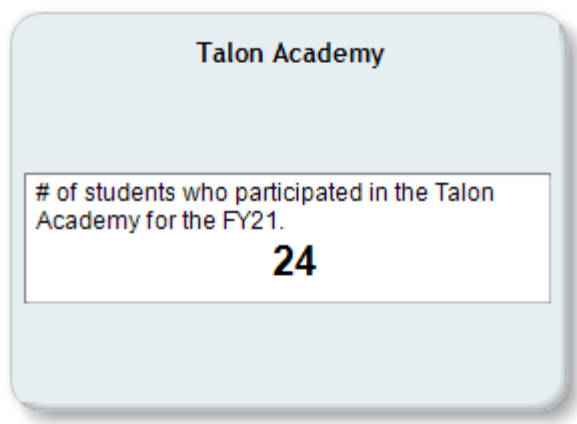 Talon Academy
# of students who participated in the Talon
Academy for the FY21.
24